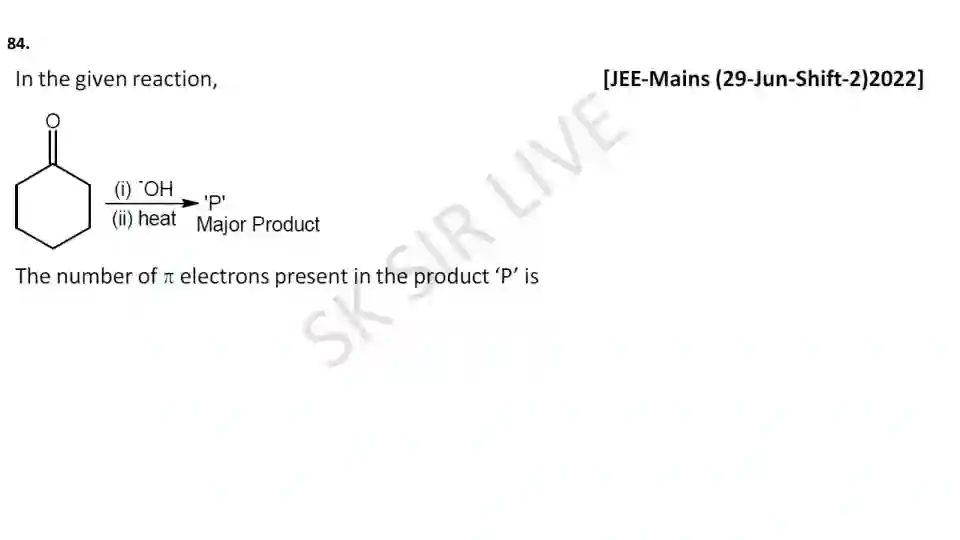 84.
In the given reaction,
[JEE-Mains (29-Jun-Shift-2)2022]
O
(i) ⁻OH
(ii) heat
'P'
Major Product
The number of π electrons present in the product ‘P’ is
SK SIR LIVE